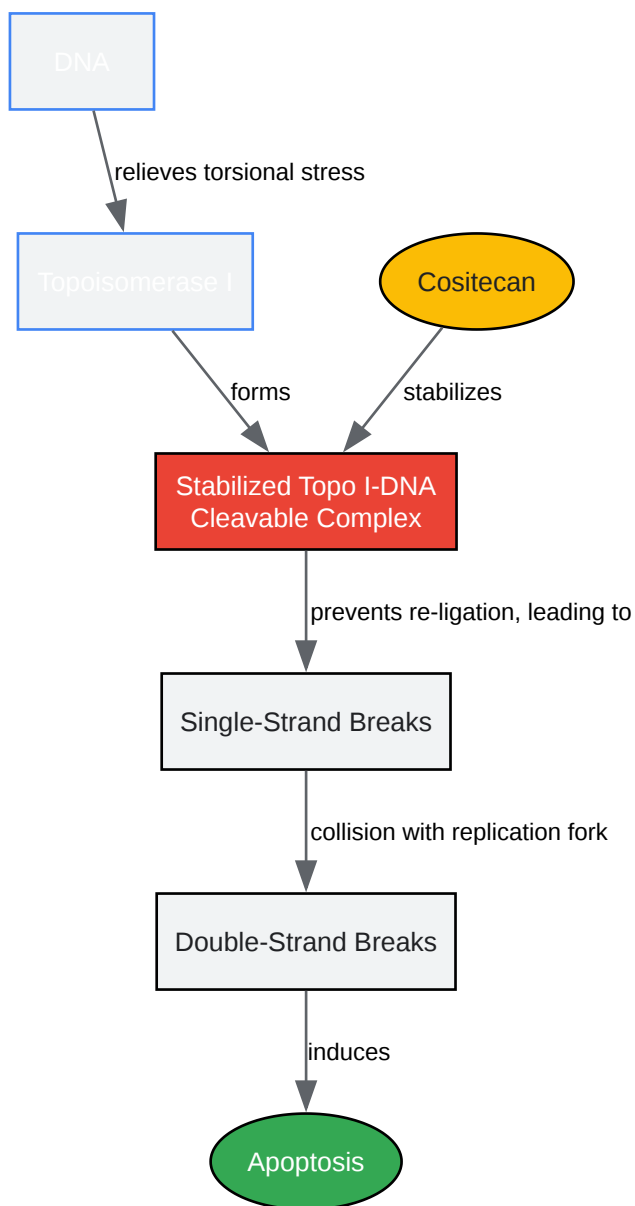 DNA
relieves torsional stress
Topoisomerase I
Cositecan
forms
stabilizes
Stabilized Topo I-DNA
Cleavable Complex
prevents re-ligation, leading to
Single-Strand Breaks
collision with replication fork
Double-Strand Breaks
induces
Apoptosis